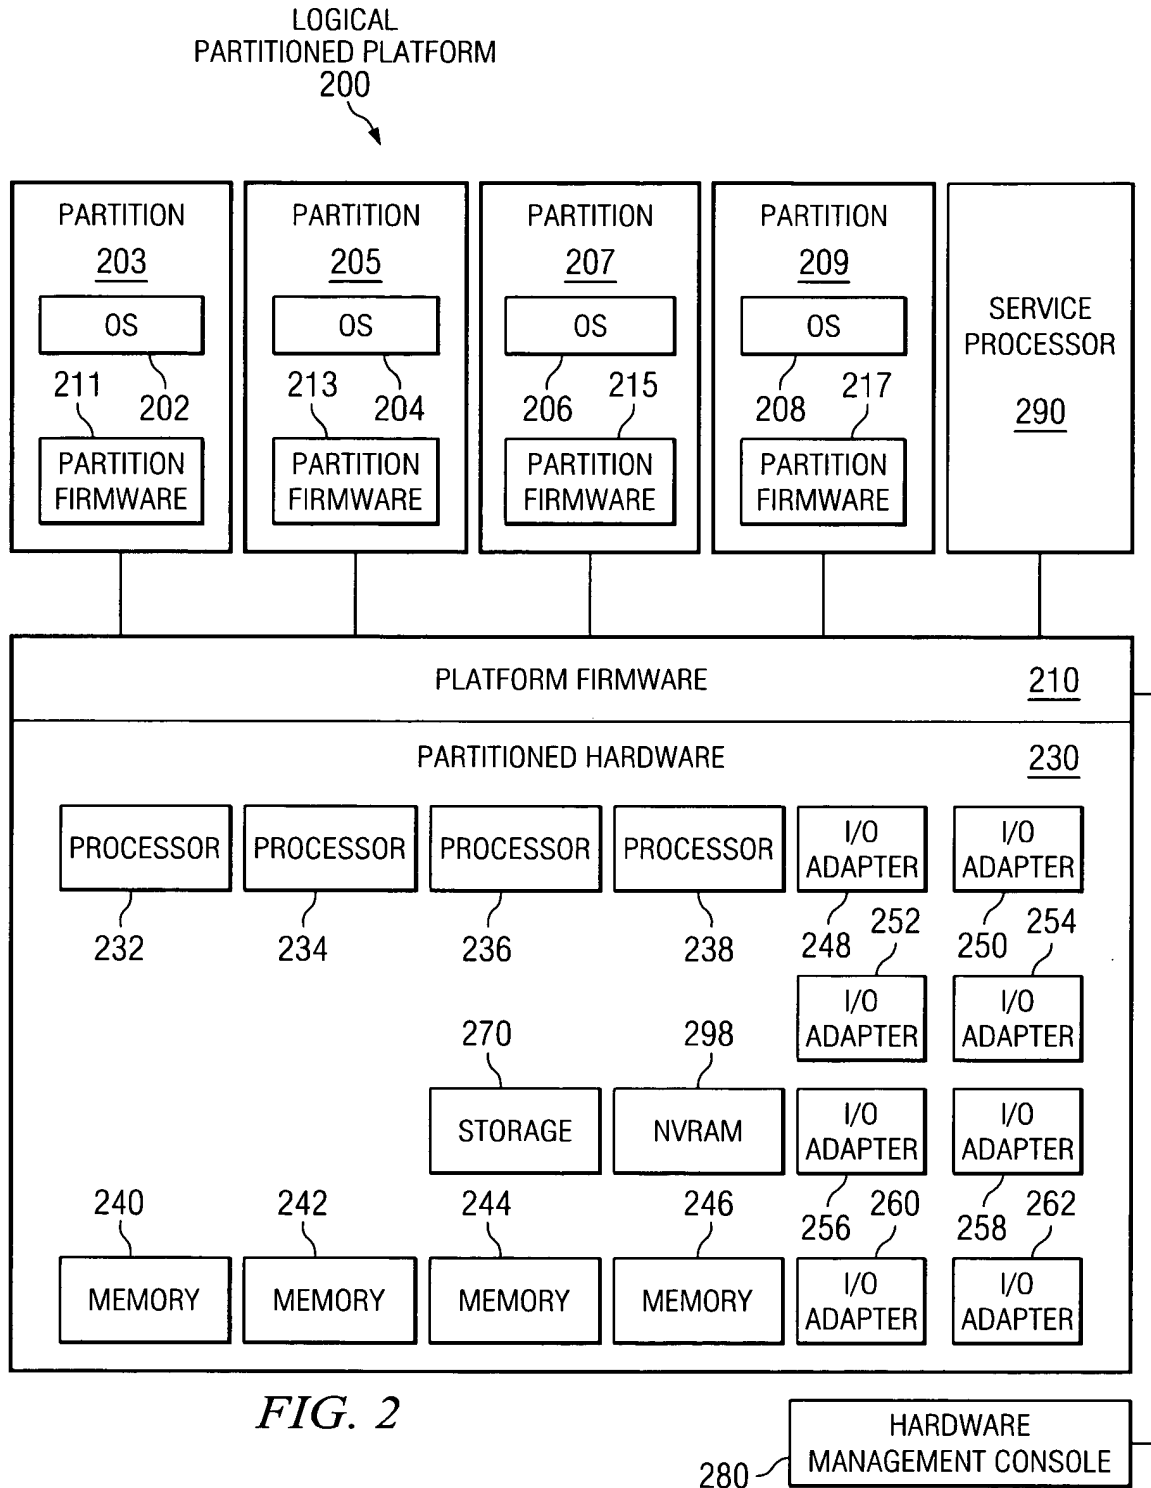 LOGICAL
PARTITIONED PLATFORM
200
PARTITION
203
OS
211
202
PARTITION
FIRMWARE
PARTITION
205
OS
213
204
PARTITION
FIRMWARE
PARTITION
207
OS
206
215
PARTITION
FIRMWARE
PARTITION
209
OS
208
217
PARTITION
FIRMWARE
SERVICE
PROCESSOR
290
PLATFORM FIRMWARE
210
PARTITIONED HARDWARE
230
PROCESSOR
232
PROCESSOR
234
PROCESSOR
236
PROCESSOR
238
I/O
ADAPTER
248
I/O
ADAPTER
250
252
I/O
ADAPTER
254
I/O
ADAPTER
270
STORAGE
298
NVRAM
I/O
ADAPTER
256
I/O
ADAPTER
258
240
MEMORY
242
MEMORY
244
MEMORY
246
MEMORY
260
I/O
ADAPTER
262
I/O
ADAPTER
FIG. 2
HARDWARE
MANAGEMENT CONSOLE
280